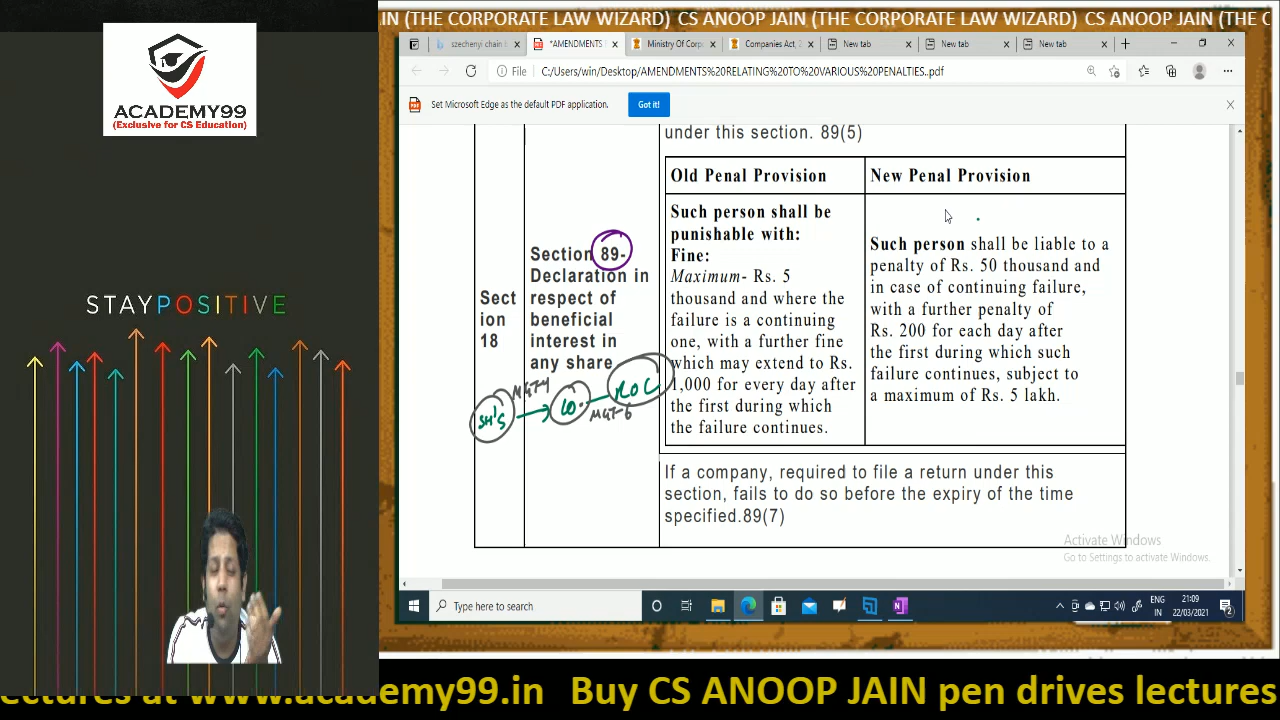 IN (THE CORPORATE LAW WIZARD) CS ANOOP JAIN (THE CORPORATE LAW WIZARD) CS ANOOP JAIN (THE C
ACADEMY99
(Exclusive for CS Education)
STAYPOSITIVE
szechenyi chain
*AMENDMENTS
Ministry Of Corp
Companies Act, 2
New tab
New tab
New tab
File
C:/Users/win/Desktop/AMENDMENTS%20RELATING%20TO%20VARIOUS%20PENALTIES..pdf
Set Microsoft Edge as the default PDF application.
Got it!
under this section. 89(5)
Old Penal Provision
New Penal Provision
Sect
ion
18
Section 89-
Declaration in
respect of
beneficial
interest in
any share
SH'S
MGT-4
CO.
MGT-6
ROC
Such person shall be
punishable with:
Fine:
Maximum- Rs. 5
thousand and where the
failure is a continuing
one, with a further fine
which may extend to Rs.
1,000 for every day after
the first during which
the failure continues.
Such person shall be liable to a
penalty of Rs. 50 thousand and
in case of continuing failure,
with a further penalty of
Rs. 200 for each day after
the first during which such
failure continues, subject to
a maximum of Rs. 5 lakh.
If a company, required to file a return under this
section, fails to do so before the expiry of the time
specified.89(7)
Activate Windows
Go to Settings to activate Windows.
Type here to search
ENG
IN
21:09
22/03/2021
2
ectures at www.academy99.in Buy CS ANOOP JAIN pen drives lectures